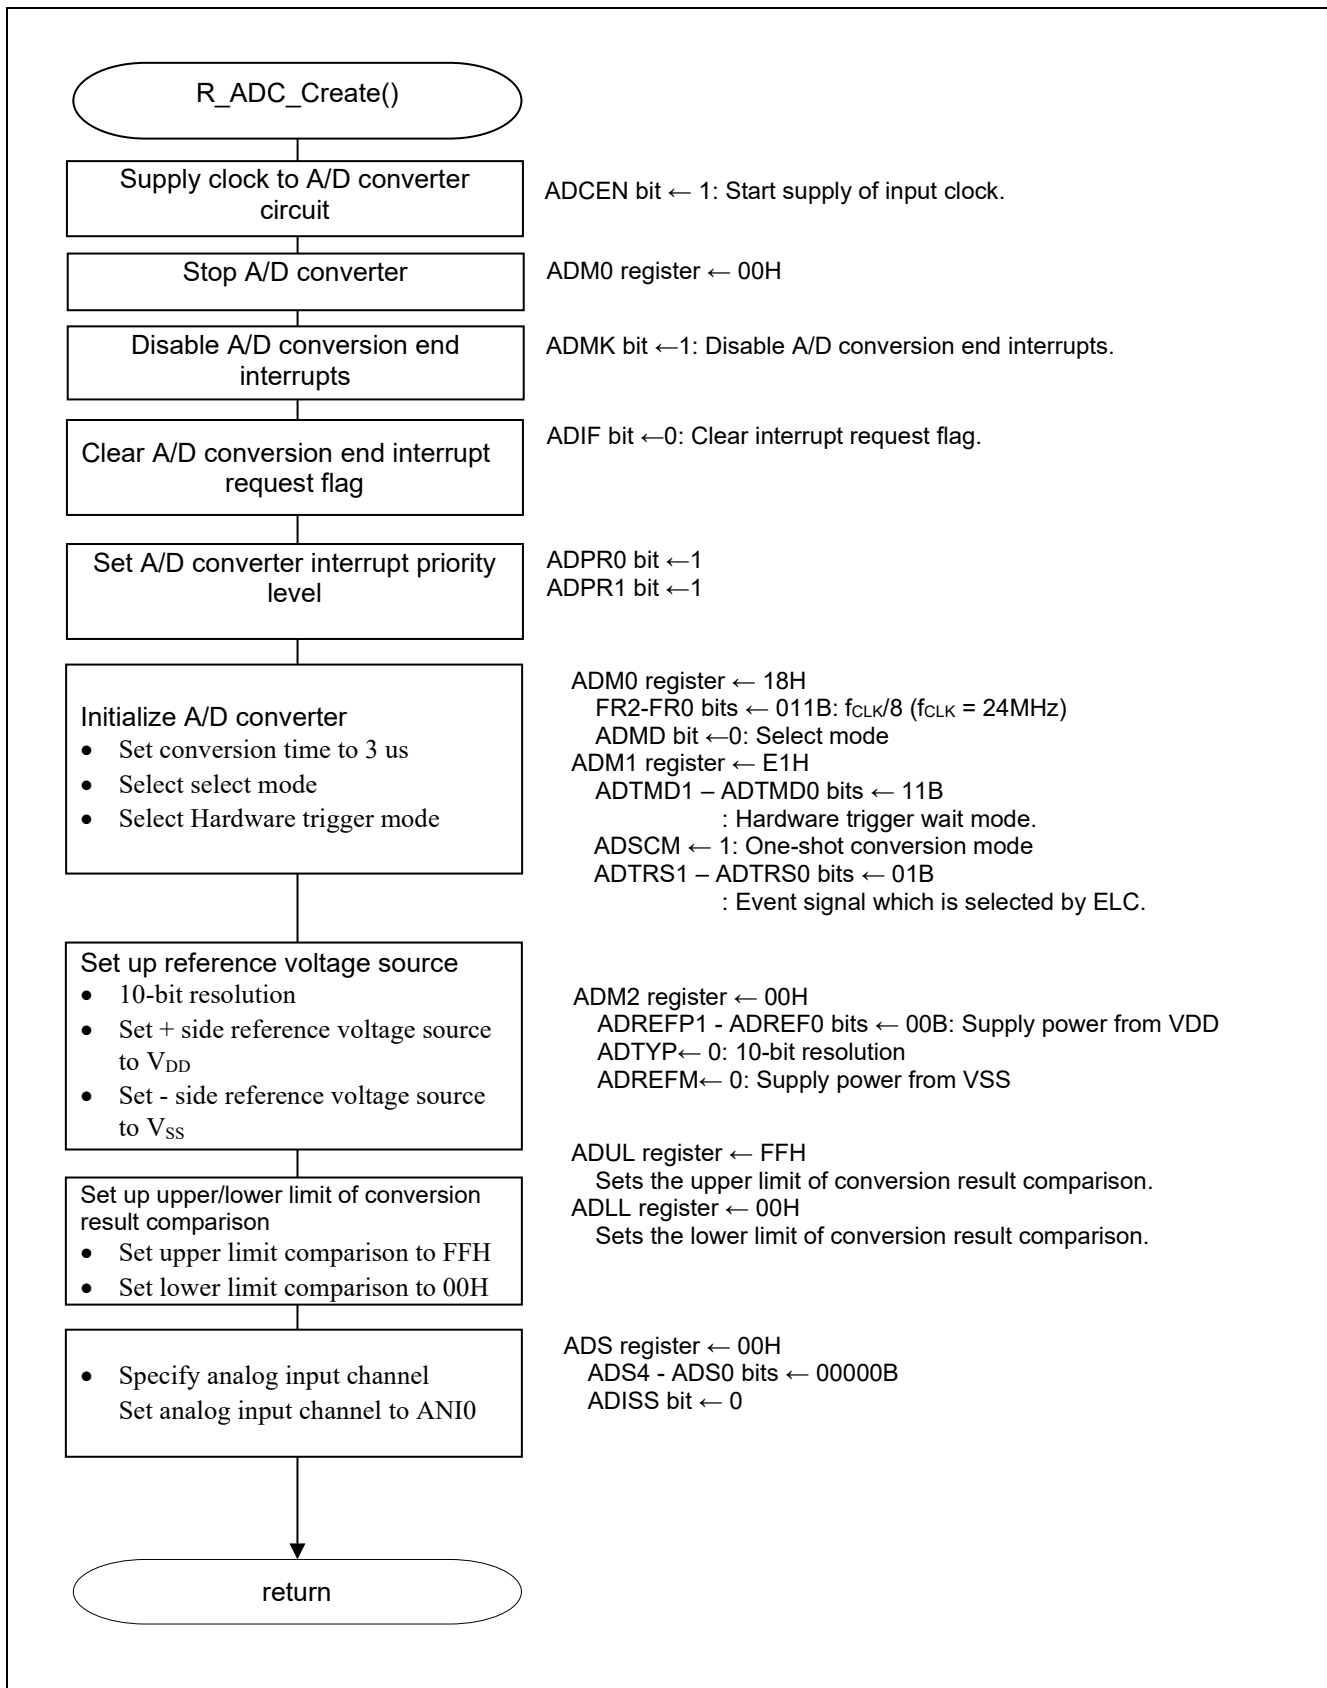 R_ADC_Create()
Supply clock to A/D converter
circuit
ADCEN bit ← 1: Start supply of input clock.
Stop A/D converter
ADM0 register ← 00H
Disable A/D conversion end
interrupts
ADMK bit ←1: Disable A/D conversion end interrupts.
Clear A/D conversion end interrupt
request flag
ADIF bit ←0: Clear interrupt request flag.
Set A/D converter interrupt priority
level
ADPR0 bit ←1
ADPR1 bit ←1
Initialize A/D converter
• Set conversion time to 3 us
• Select select mode
• Select Hardware trigger mode
ADM0 register ← 18H
FR2-FR0 bits ← 011B: fCLK/8 (fCLK = 24MHz)
ADMD bit ←0: Select mode
ADM1 register ← E1H
ADTMD1 – ADTMD0 bits ← 11B
: Hardware trigger wait mode.
ADSCM ← 1: One-shot conversion mode
ADTRS1 – ADTRS0 bits ← 01B
: Event signal which is selected by ELC.
Set up reference voltage source
• 10-bit resolution
• Set + side reference voltage source
to VDD
• Set - side reference voltage source
to VSS
ADM2 register ← 00H
ADREFP1 - ADREF0 bits ← 00B: Supply power from VDD
ADTYP← 0: 10-bit resolution
ADREFM← 0: Supply power from VSS
Set up upper/lower limit of conversion
result comparison
• Set upper limit comparison to FFH
• Set lower limit comparison to 00H
ADUL register ← FFH
Sets the upper limit of conversion result comparison.
ADLL register ← 00H
Sets the lower limit of conversion result comparison.
• Specify analog input channel
Set analog input channel to ANI0
ADS register ← 00H
ADS4 - ADS0 bits ← 00000B
ADISS bit ← 0
return